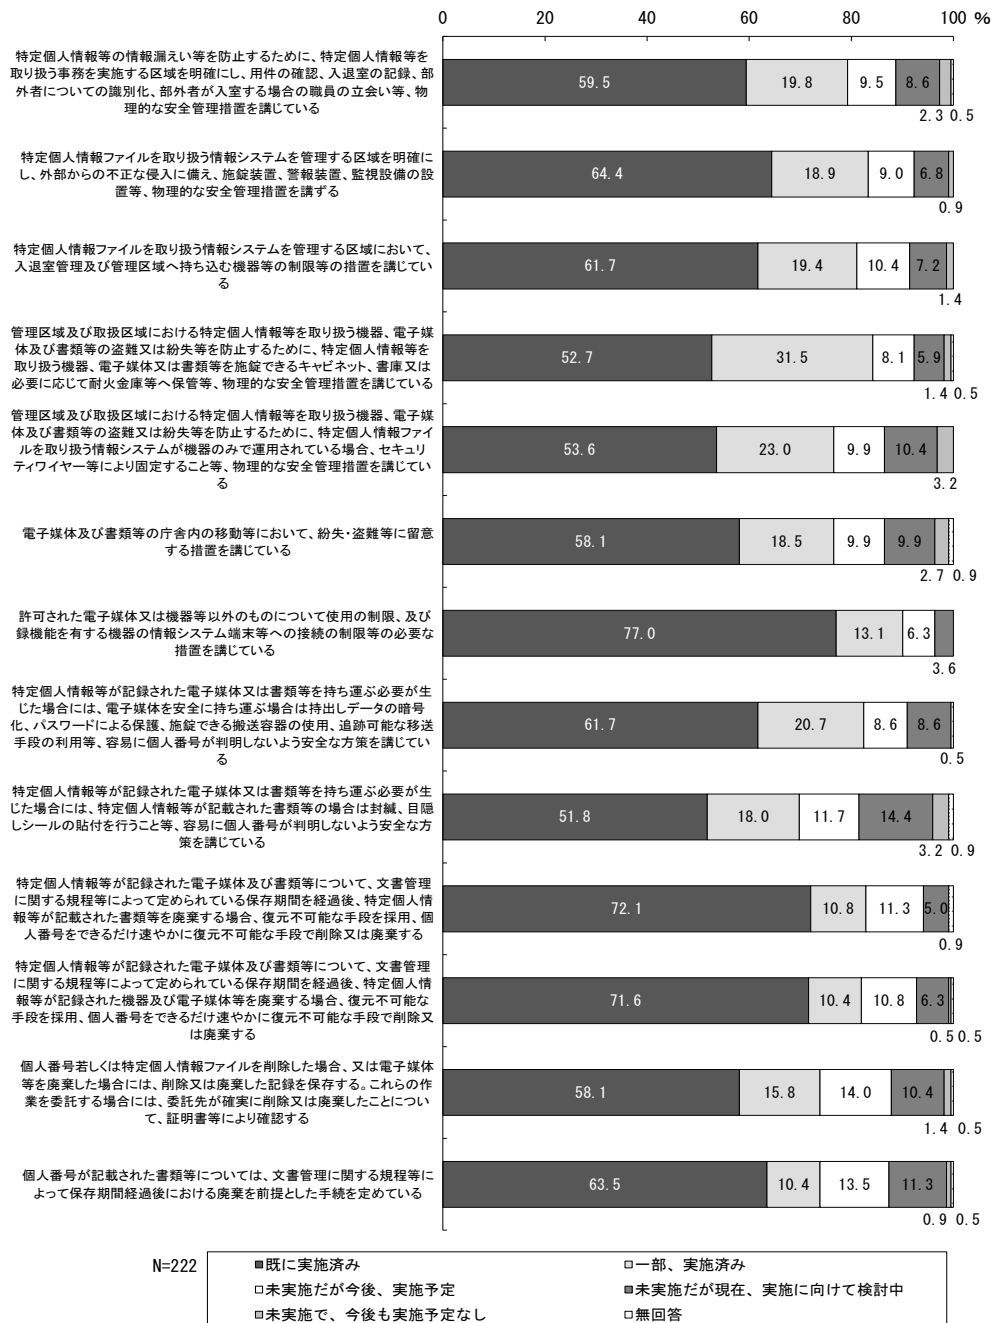 0 20 40 60 80 100 %
特定個人情報等の情報漏えい等を防止するために、特定個人情報等を
取り扱う事務を実施する区域を明確にし、用件の確認、入退室の記録、部
外者についての識別化、部外者が入室する場合の職員の立会い等、物
理的な安全管理措置を講じている
59.5 19.8 9.5 8.6
2.3 0.5
特定個人情報ファイルを取り扱う情報システムを管理する区域を明確に
し、外部からの不正な侵入に備え、施錠装置、警報装置、監視設備の設
置等、物理的な安全管理措置を講ずる
64.4 18.9 9.0 6.8
0.9
特定個人情報ファイルを取り扱う情報システムを管理する区域において、
入退室管理及び管理区域へ持ち込む機器等の制限等の措置を講じてい
る
61.7 19.4 10.4 7.2
1.4
管理区域及び取扱区域における特定個人情報等を取り扱う機器、電子媒
体及び書類等の盗難又は紛失等を防止するために、特定個人情報等を
取り扱う機器、電子媒体又は書類等を施錠できるキャビネット、書庫又は
必要に応じて耐火金庫等へ保管等、物理的な安全管理措置を講じている
52.7 31.5 8.1 5.9
1.4 0.5
管理区域及び取扱区域における特定個人情報等を取り扱う機器、電子媒
体及び書類等の盗難又は紛失等を防止するために、特定個人情報ファイ
ルを取り扱う情報システムが機器のみで運用されている場合、セキュリ
ティワイヤー等により固定すること等、物理的な安全管理措置を講じてい
る
53.6 23.0 9.9 10.4
3.2
電子媒体及び書類等の庁舎内の移動等において、紛失・盗難等に留意
する措置を講じている
58.1 18.5 9.9 9.9
2.7 0.9
許可された電子媒体又は機器等以外のものについて使用の制限、及び
録機能を有する機器の情報システム端末等への接続の制限等の必要な
措置を講じている
77.0 13.1 6.3
3.6
特定個人情報等が記録された電子媒体又は書類等を持ち運ぶ必要が生
じた場合には、電子媒体を安全に持ち運ぶ場合は持出しデータの暗号
化、パスワードによる保護、施錠できる搬送容器の使用、追跡可能な移送
手段の利用等、容易に個人番号が判明しないよう安全な方策を講じてい
る
61.7 20.7 8.6 8.6
0.5
特定個人情報等が記録された電子媒体又は書類等を持ち運ぶ必要が生
じた場合には、特定個人情報等が記載された書類等の場合は封緘、目隠
しシールの貼付を行うこと等、容易に個人番号が判明しないよう安全な方
策を講じている
51.8 18.0 11.7 14.4
3.2 0.9
特定個人情報等が記録された電子媒体及び書類等について、文書管理
に関する規程等によって定められている保存期間を経過後、特定個人情
報等が記載された書類等を廃棄する場合、復元不可能な手段を採用、個
人番号をできるだけ速やかに復元不可能な手段で削除又は廃棄する
72.1 10.8 11.3 5.0
0.9
特定個人情報等が記録された電子媒体及び書類等について、文書管理
に関する規程等によって定められている保存期間を経過後、特定個人情
報等が記録された機器及び電子媒体等を廃棄する場合、復元不可能な
手段を採用、個人番号をできるだけ速やかに復元不可能な手段で削除又
は廃棄する
71.6 10.4 10.8 6.3
0.5 0.5
個人番号若しくは特定個人情報ファイルを削除した場合、又は電子媒体
等を廃棄した場合には、削除又は廃棄した記録を保存する。これらの作
業を委託する場合には、委託先が確実に削除又は廃棄したことについ
て、証明書等により確認する
58.1 15.8 14.0 10.4
1.4 0.5
個人番号が記載された書類等については、文書管理に関する規程等に
よって保存期間経過後における廃棄を前提とした手続を定めている
63.5 10.4 13.5 11.3
0.9 0.5
N=222
既に実施済み 一部、実施済み
未実施だが今後、実施予定 未実施だが現在、実施に向けて検討中
未実施で、今後も実施予定なし 無回答